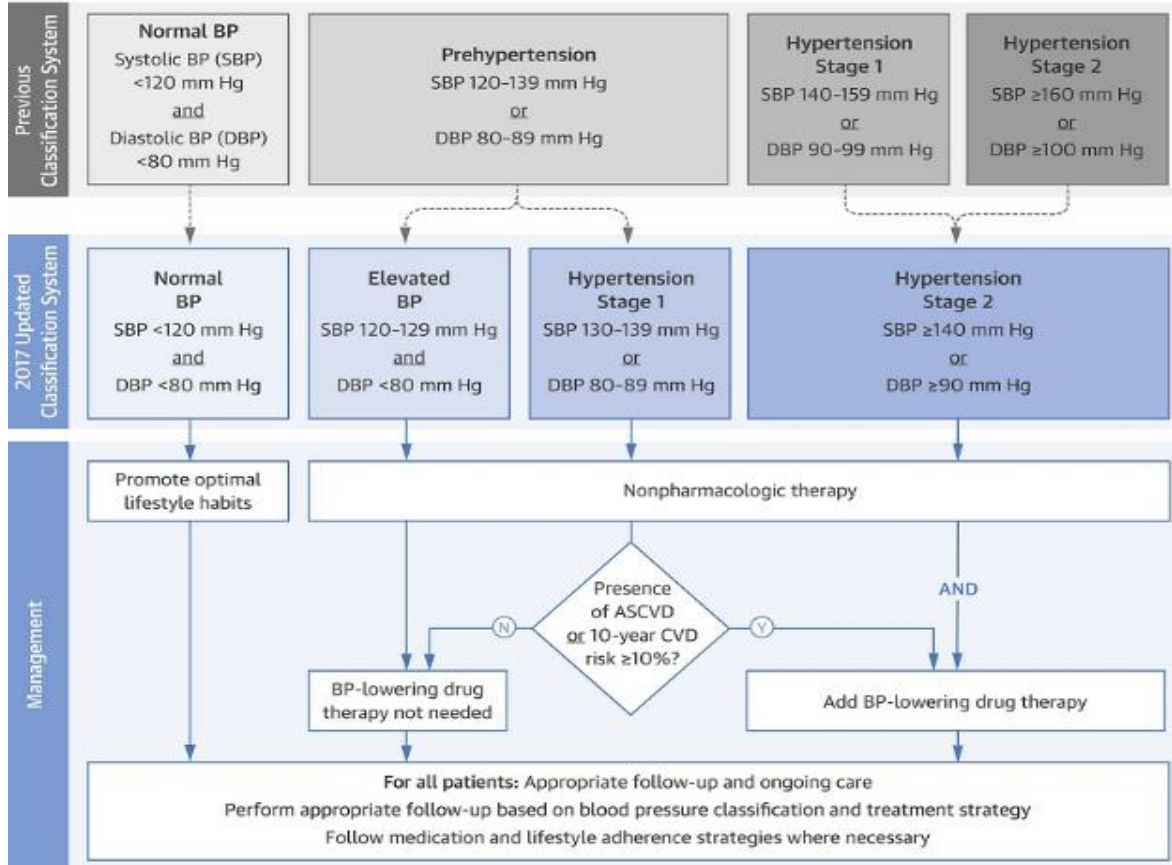 Previous
Classification System
Normal BP
Systolic BP (SBP)
<120 mm Hg
and
Diastolic BP (DBP)
<80 mm Hg
Prehypertension
SBP 120–139 mm Hg
or
DBP 80–89 mm Hg
Hypertension
Stage 1
SBP 140–159 mm Hg
or
DBP 90–99 mm Hg
Hypertension
Stage 2
SBP ≥160 mm Hg
or
DBP ≥100 mm Hg
2017 Updated
Classification System
Normal
BP
SBP <120 mm Hg
and
DBP <80 mm Hg
Elevated
BP
SBP 120–129 mm Hg
and
DBP <80 mm Hg
Hypertension
Stage 1
SBP 130–139 mm Hg
or
DBP 80–89 mm Hg
Hypertension
Stage 2
SBP ≥140 mm Hg
or
DBP ≥90 mm Hg
Management
Promote optimal
lifestyle habits
Nonpharmacologic therapy
Presence
of ASCVD
or 10-year CVD
risk ≥10%?
N
Y
AND
BP-lowering drug
therapy not needed
Add BP-lowering drug therapy
For all patients: Appropriate follow-up and ongoing care
Perform appropriate follow-up based on blood pressure classification and treatment strategy
Follow medication and lifestyle adherence strategies where necessary